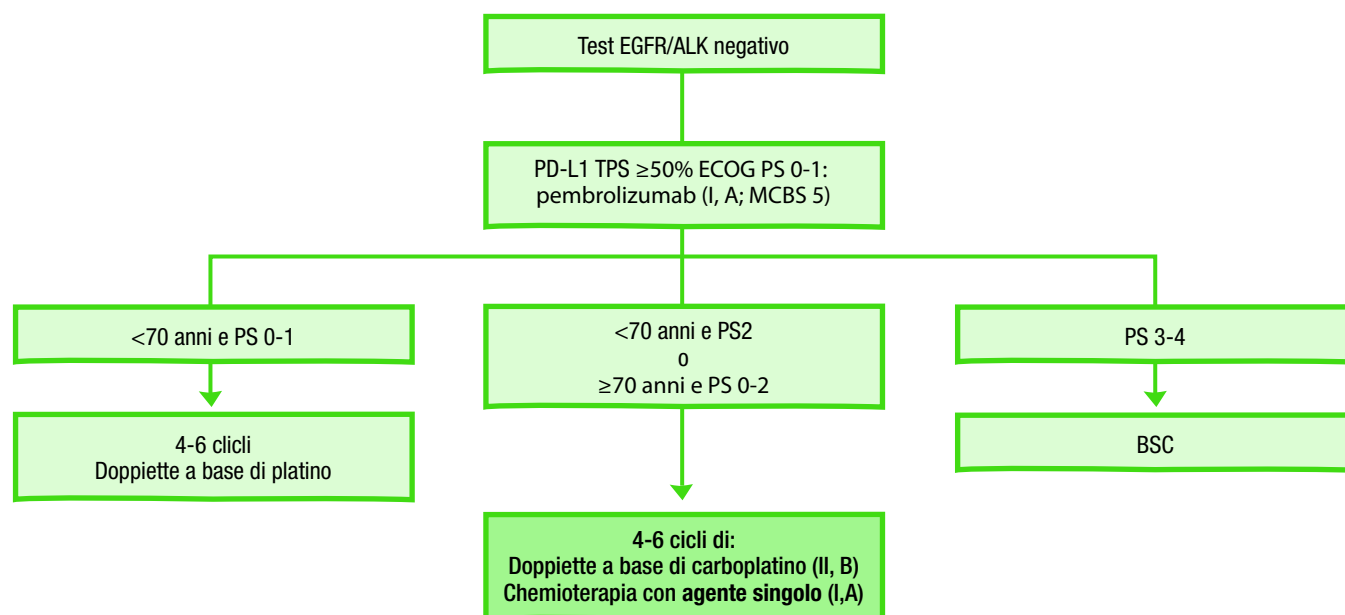 Test EGFR/ALK negativo
PD-L1 TPS ≥50% ECOG PS 0-1:
pembrolizumab (I, A; MCBS 5)
<70 anni e PS 0-1
4-6 clicli
Doppiette a base di platino
<70 anni e PS2
o
≥70 anni e PS 0-2
4-6 cicli di:
Doppiette a base di carboplatino (II, B)
Chemioterapia con agente singolo (I,A)
PS 3-4
BSC